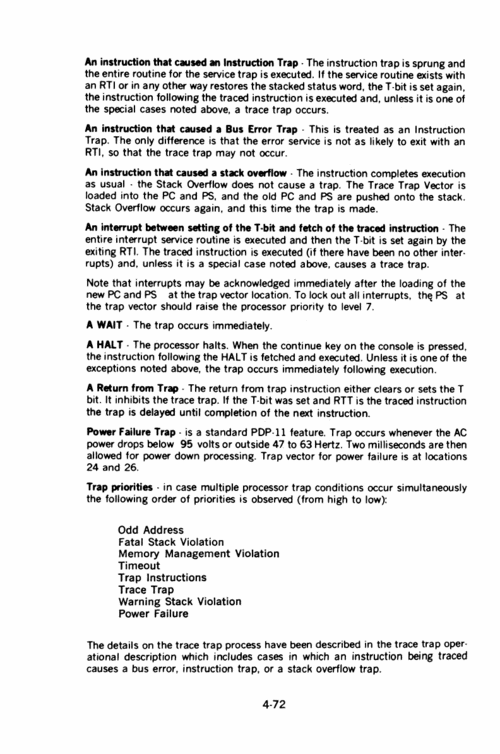 An instruction that caused an Instruction Trap - The instruction trap is sprung and
the entire routine for the service trap is executed. If the service routine exists with
an RTI or in any other way restores the stacked status word, the T-bit is set again,
the instruction following the traced instruction is executed and, unless it is one of
the special cases noted above, a trace trap occurs.
An instruction that caused a Bus Error Trap - This is treated as an Instruction
Trap. The only difference is that the error service is not as likely to exit with an
RTI, so that the trace trap may not occur.
An instruction that caused a stack overflow - The instruction completes execution
as usual - the Stack Overflow does not cause a trap. The Trace Trap Vector is
loaded into the PC and PS, and the old PC and PS are pushed onto the stack.
Stack Overflow occurs again, and this time the trap is made.
An interrupt between setting of the T-bit and fetch of the traced instruction - The
entire interrupt service routine is executed and then the T-bit is set again by the
exiting RTI. The traced instruction is executed (if there have been no other inter-
rupts) and, unless it is a special case noted above, causes a trace trap.
Note that interrupts may be acknowledged immediately after the loading of the
new PC and PS at the trap vector location. To lock out all interrupts, the PS at
the trap vector should raise the processor priority to level 7.
A WAIT - The trap occurs immediately.
A HALT - The processor halts. When the continue key on the console is pressed,
the instruction following the HALT is fetched and executed. Unless it is one of the
exceptions noted above, the trap occurs immediately following execution.
A Return from Trap - The return from trap instruction either clears or sets the T
bit. It inhibits the trace trap. If the T-bit was set and RTT is the traced instruction
the trap is delayed until completion of the next instruction.
Power Failure Trap - is a standard PDP-11 feature. Trap occurs whenever the AC
power drops below 95 volts or outside 47 to 63 Hertz. Two milliseconds are then
allowed for power down processing. Trap vector for power failure is at locations
24 and 26.
Trap priorities - in case multiple processor trap conditions occur simultaneously
the following order of priorities is observed (from high to low):
Odd Address
Fatal Stack Violation
Memory Management Violation
Timeout
Trap Instructions
Trace Trap
Warning Stack Violation
Power Failure
The details on the trace trap process have been described in the trace trap oper-
ational description which includes cases in which an instruction being traced
causes a bus error, instruction trap, or a stack overflow trap.
4-72